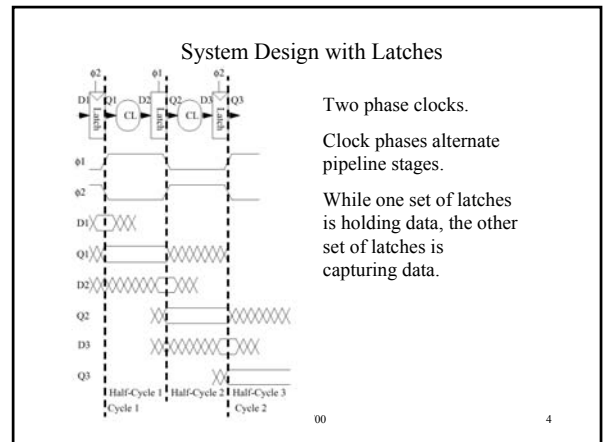 System Design with Latches
ϕ2 ϕ1 ϕ2
D1 Q1 D2 Q2 D3 Q3
Latch CL Latch CL Latch
ϕ1
ϕ2
D1
Q1
D2
Q2
D3
Q3
Half-Cycle 1 Half-Cycle 2 Half-Cycle 3
Cycle 1 Cycle 2
Two phase clocks.
Clock phases alternate
pipeline stages.
While one set of latches
is holding data, the other
set of latches is
capturing data.
00 4